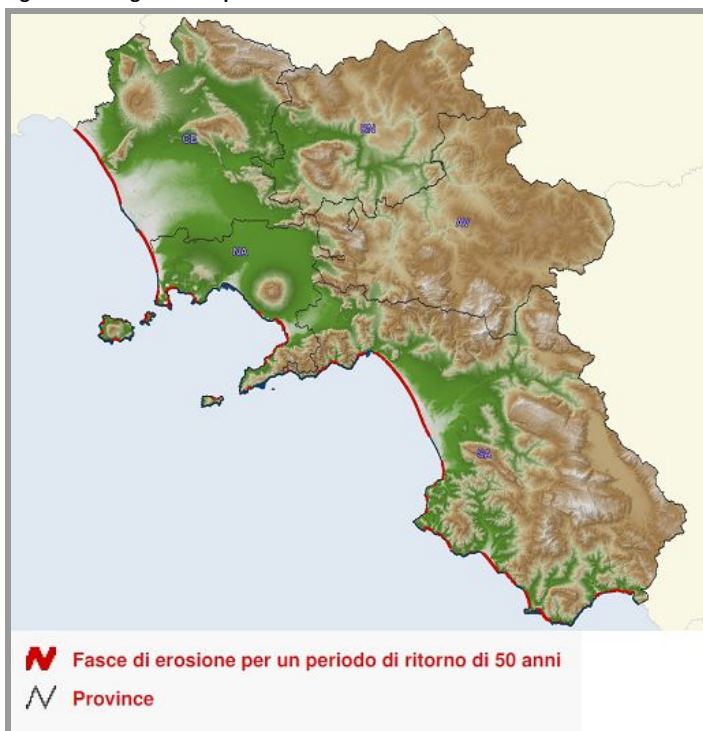 BN
CE
AV
NA
SA
Fasce di erosione per un periodo di ritorno di 50 anni
Province